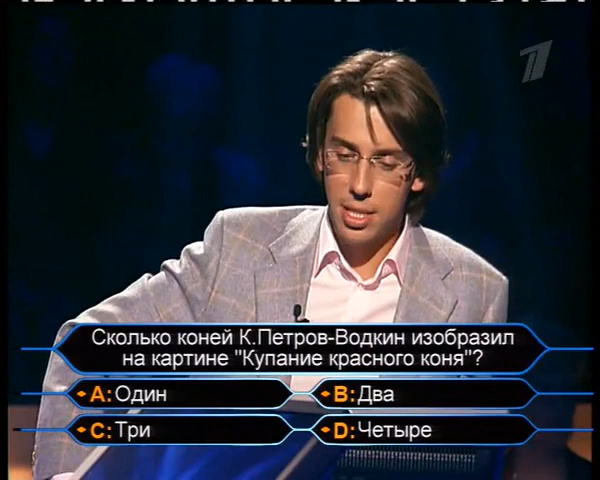 Сколько коней К.Петров-Водкин изобразил
на картине "Купание красного коня"?
A: Один
B: Два
C: Три
D: Четыре